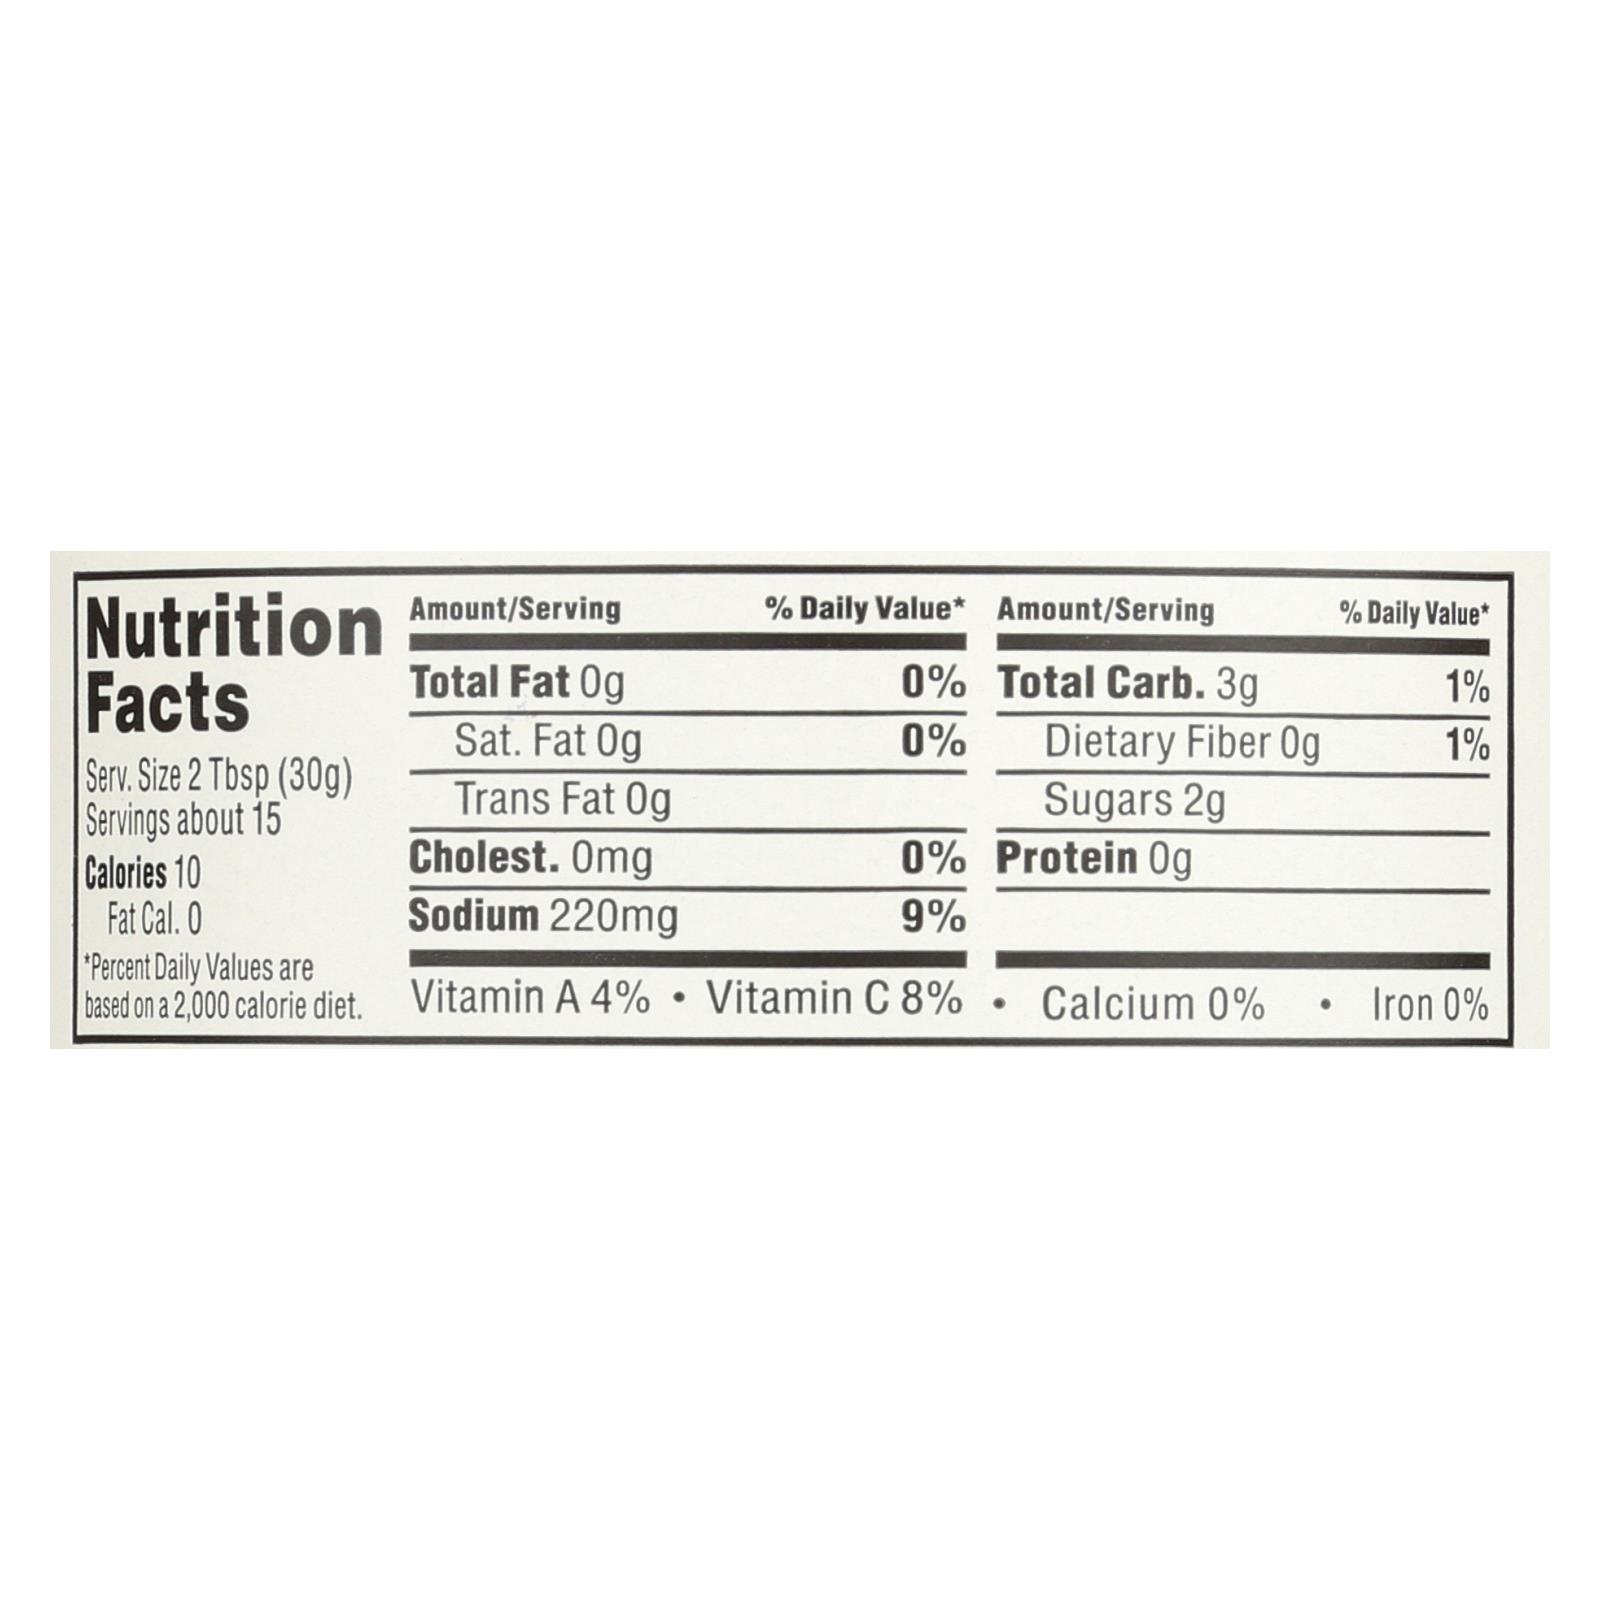 Nutrition
Facts
Serv. Size 2 Tbsp (30g)
Servings about 15
Calories 10
Fat Cal. 0
*Percent Daily Values are
based on a 2,000 calorie diet.
Amount/Serving % Daily Value*
Total Fat 0g 0%
Sat. Fat 0g 0%
Trans Fat 0g
Cholest. 0mg 0%
Sodium 220mg 9%
Amount/Serving % Daily Value*
Total Carb. 3g 1%
Dietary Fiber 0g 1%
Sugars 2g
Protein 0g
Vitamin A 4% • Vitamin C 8% • Calcium 0% • Iron 0%